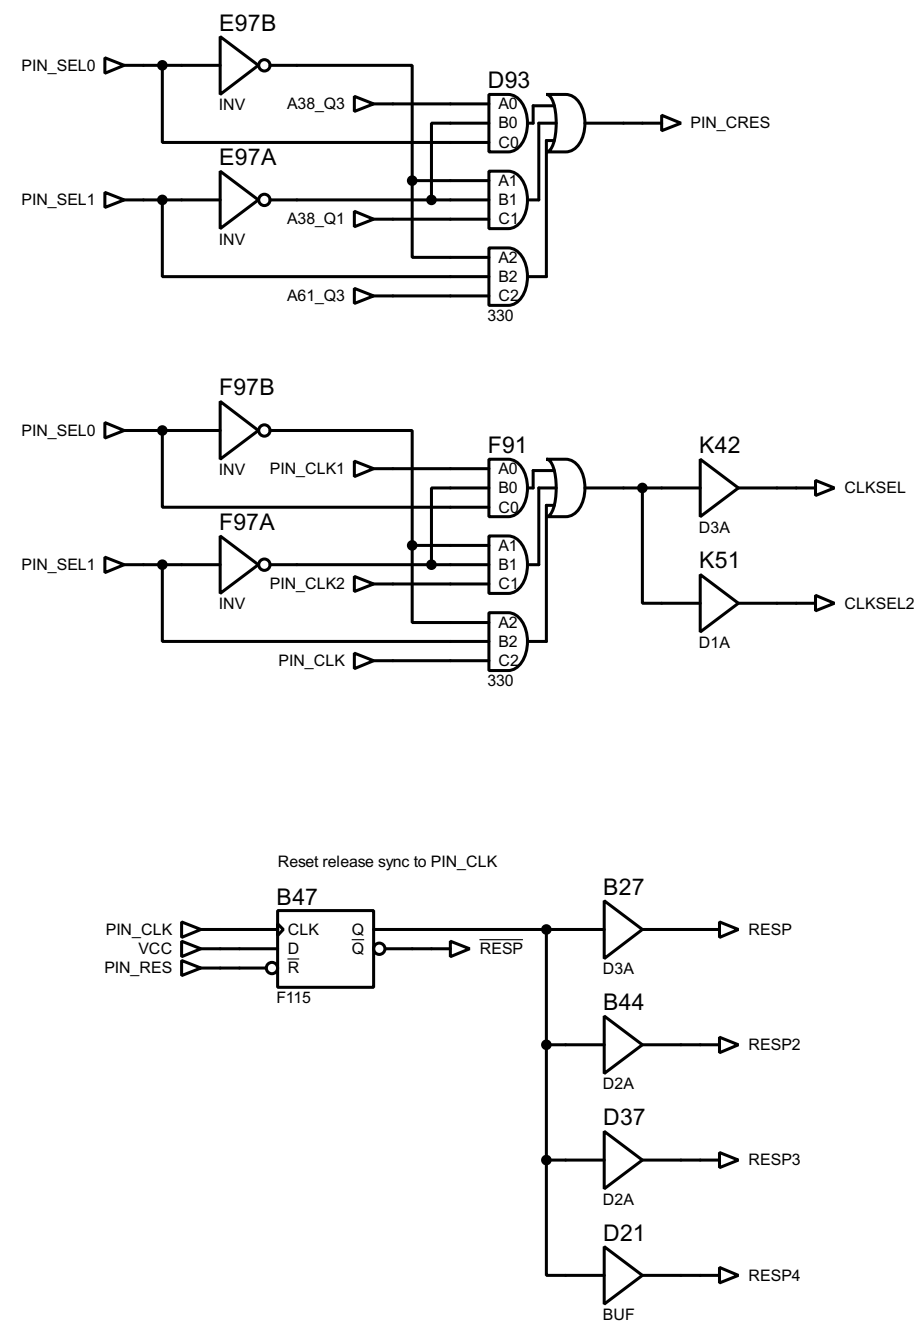 E97B
PIN_SEL0
INV
D93
A38_Q3
A0
B0
C0
PIN_CRES
E97A
PIN_SEL1
INV
A1
B1
C1
A38_Q1
A2
B2
C2
A61_Q3
330
F97B
PIN_SEL0
INV
F91
PIN_CLK1
A0
B0
C0
K42
D3A
CLKSEL
F97A
PIN_SEL1
INV
A1
B1
C1
PIN_CLK2
K51
D1A
CLKSEL2
A2
B2
C2
PIN_CLK
330
Reset release sync to PIN_CLK
B47
PIN_CLK
VCC
PIN_RES
CLK
D
R̅
Q
Q̅
F115
R̅E̅S̅P̅
B27
D3A
RESP
B44
D2A
RESP2
D37
D2A
RESP3
D21
BUF
RESP4